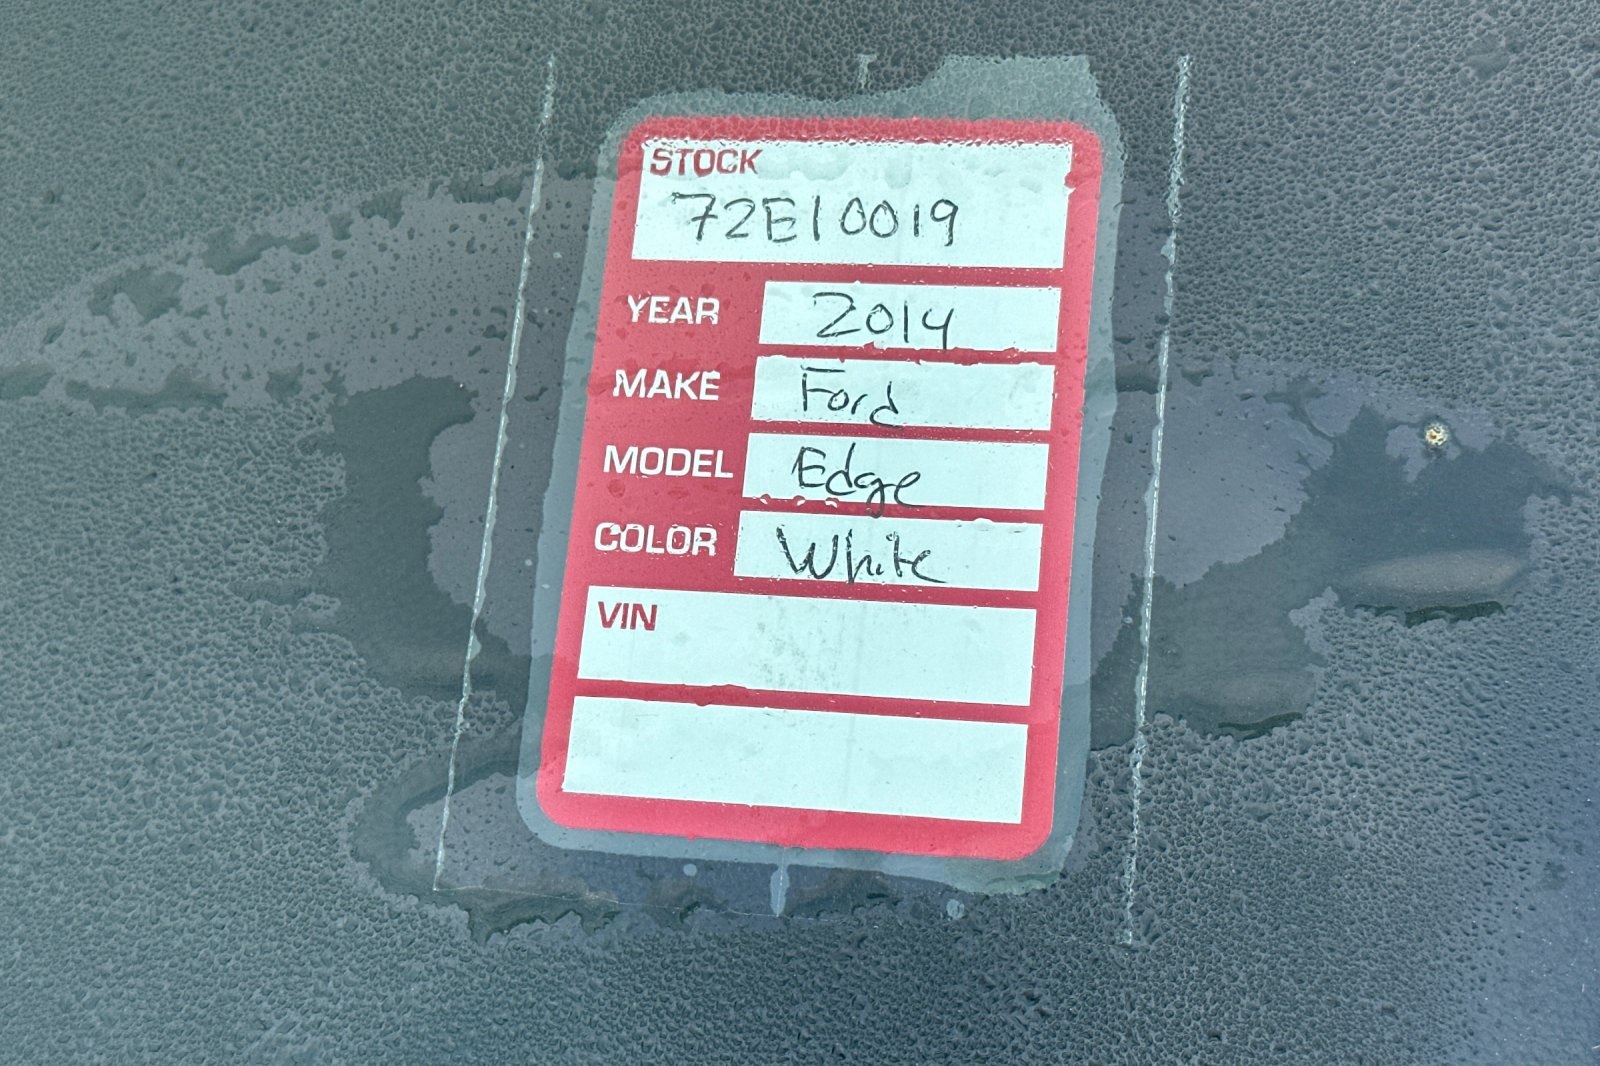 STOCK
72E10019
YEAR 2014
MAKE Ford
MODEL Edge
COLOR White
VIN